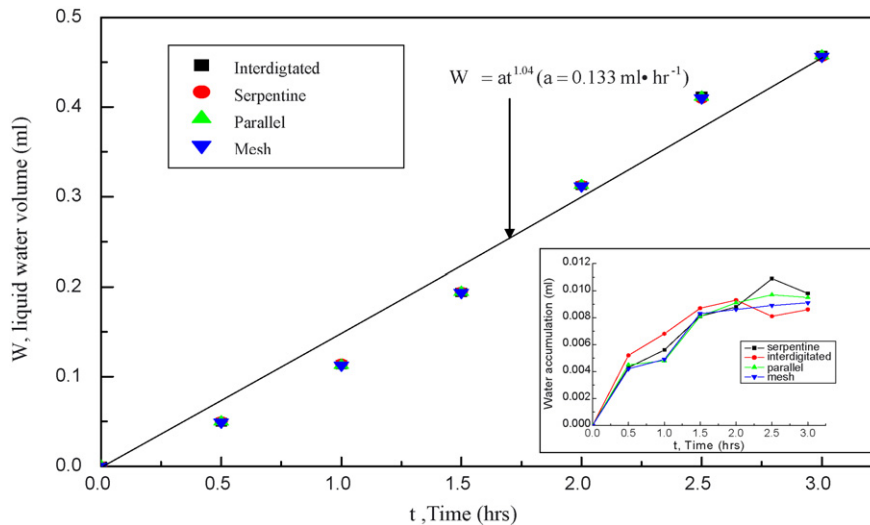 W, liquid water volume (ml)
0.5
0.4
0.3
0.2
0.1
0.0
Interdigtated
Serpentine
Parallel
Mesh
W = at^1.04 (a = 0.133 ml• hr^-1)
0.0 0.5 1.0 1.5 2.0 2.5 3.0
t ,Time (hrs)
Water accumulation (ml)
0.012
0.010
0.008
0.006
0.004
0.002
0.000
serpentine
interdigitated
parallel
mesh
0.0 0.5 1.0 1.5 2.0 2.5 3.0
t, Time (hrs)